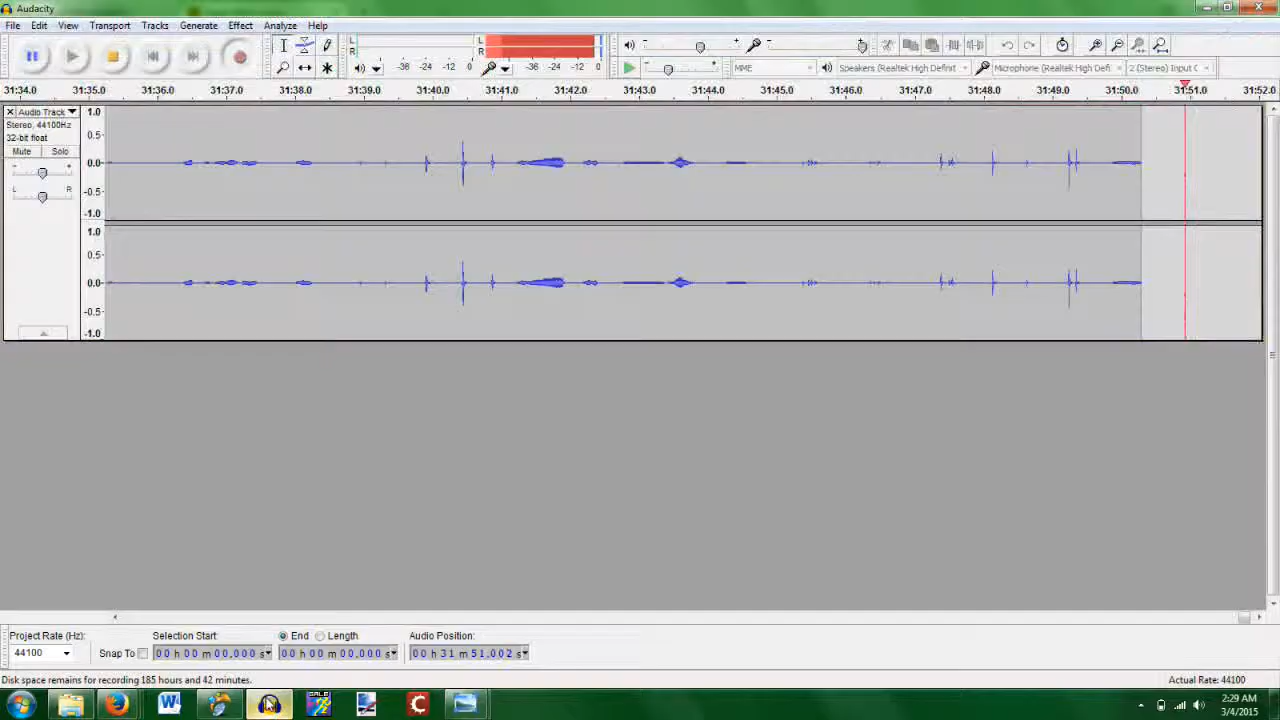 Audacity
File Edit View Transport Tracks Generate Effect Analyze Help
L
R
-36 -24 -12 0
L
R
-36 -24 -12 0
MME
Speakers (Realtek High Definit
Microphone (Realtek High Defi
2 (Stereo) Input C
31:34.0 31:35.0 31:36.0 31:37.0 31:38.0 31:39.0 31:40.0 31:41.0 31:42.0 31:43.0 31:44.0 31:45.0 31:46.0 31:47.0 31:48.0 31:49.0 31:50.0 31:51.0 31:52.0
Audio Track
Stereo, 44100Hz
32-bit float
Mute Solo
- +
L R
1.0
0.5
0.0
-0.5
-1.0
1.0
0.5
0.0
-0.5
-1.0
Project Rate (Hz): Selection Start: End Length Audio Position:
44100 Snap To 00 h 00 m 00.000 s 00 h 00 m 00.000 s 00 h 31 m 51.002 s
Disk space remains for recording 185 hours and 42 minutes. Actual Rate: 44100
2:29 AM
3/4/2015